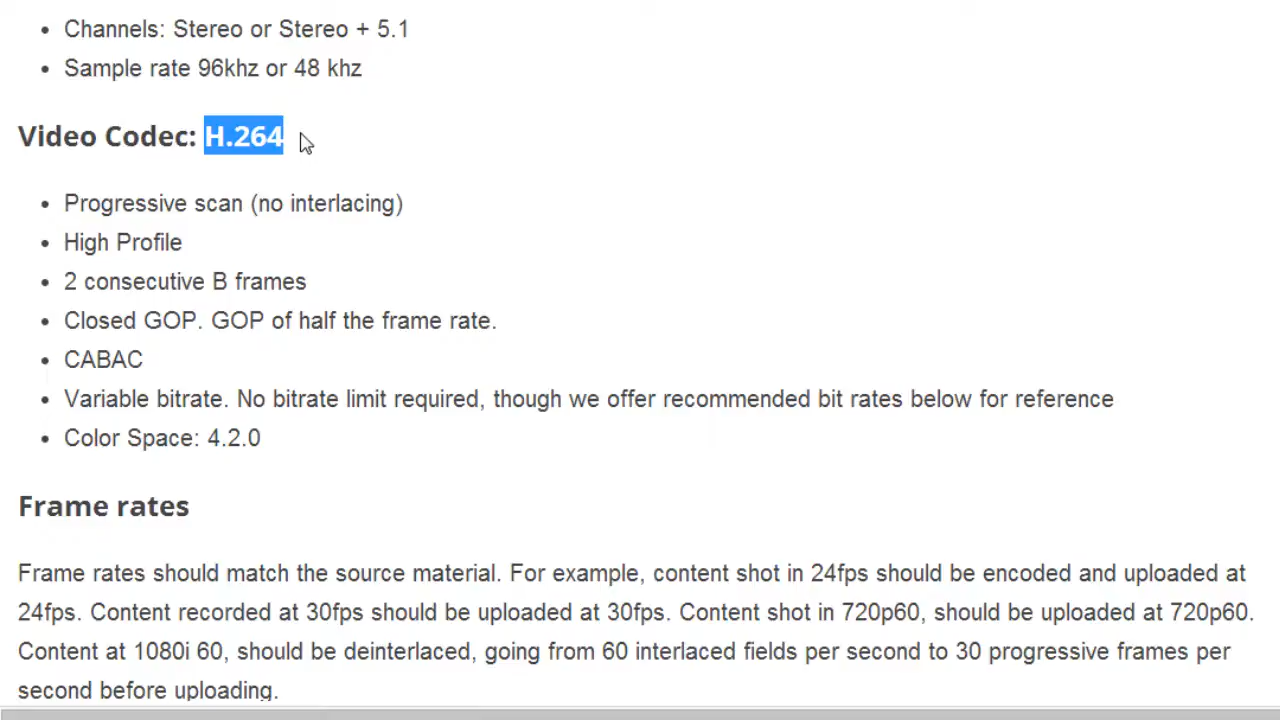 • Channels: Stereo or Stereo + 5.1
• Sample rate 96khz or 48 khz
Video Codec: H.264
• Progressive scan (no interlacing)
• High Profile
• 2 consecutive B frames
• Closed GOP. GOP of half the frame rate.
• CABAC
• Variable bitrate. No bitrate limit required, though we offer recommended bit rates below for reference
• Color Space: 4.2.0
Frame rates
Frame rates should match the source material. For example, content shot in 24fps should be encoded and uploaded at
24fps. Content recorded at 30fps should be uploaded at 30fps. Content shot in 720p60, should be uploaded at 720p60.
Content at 1080i 60, should be deinterlaced, going from 60 interlaced fields per second to 30 progressive frames per
second before uploading.